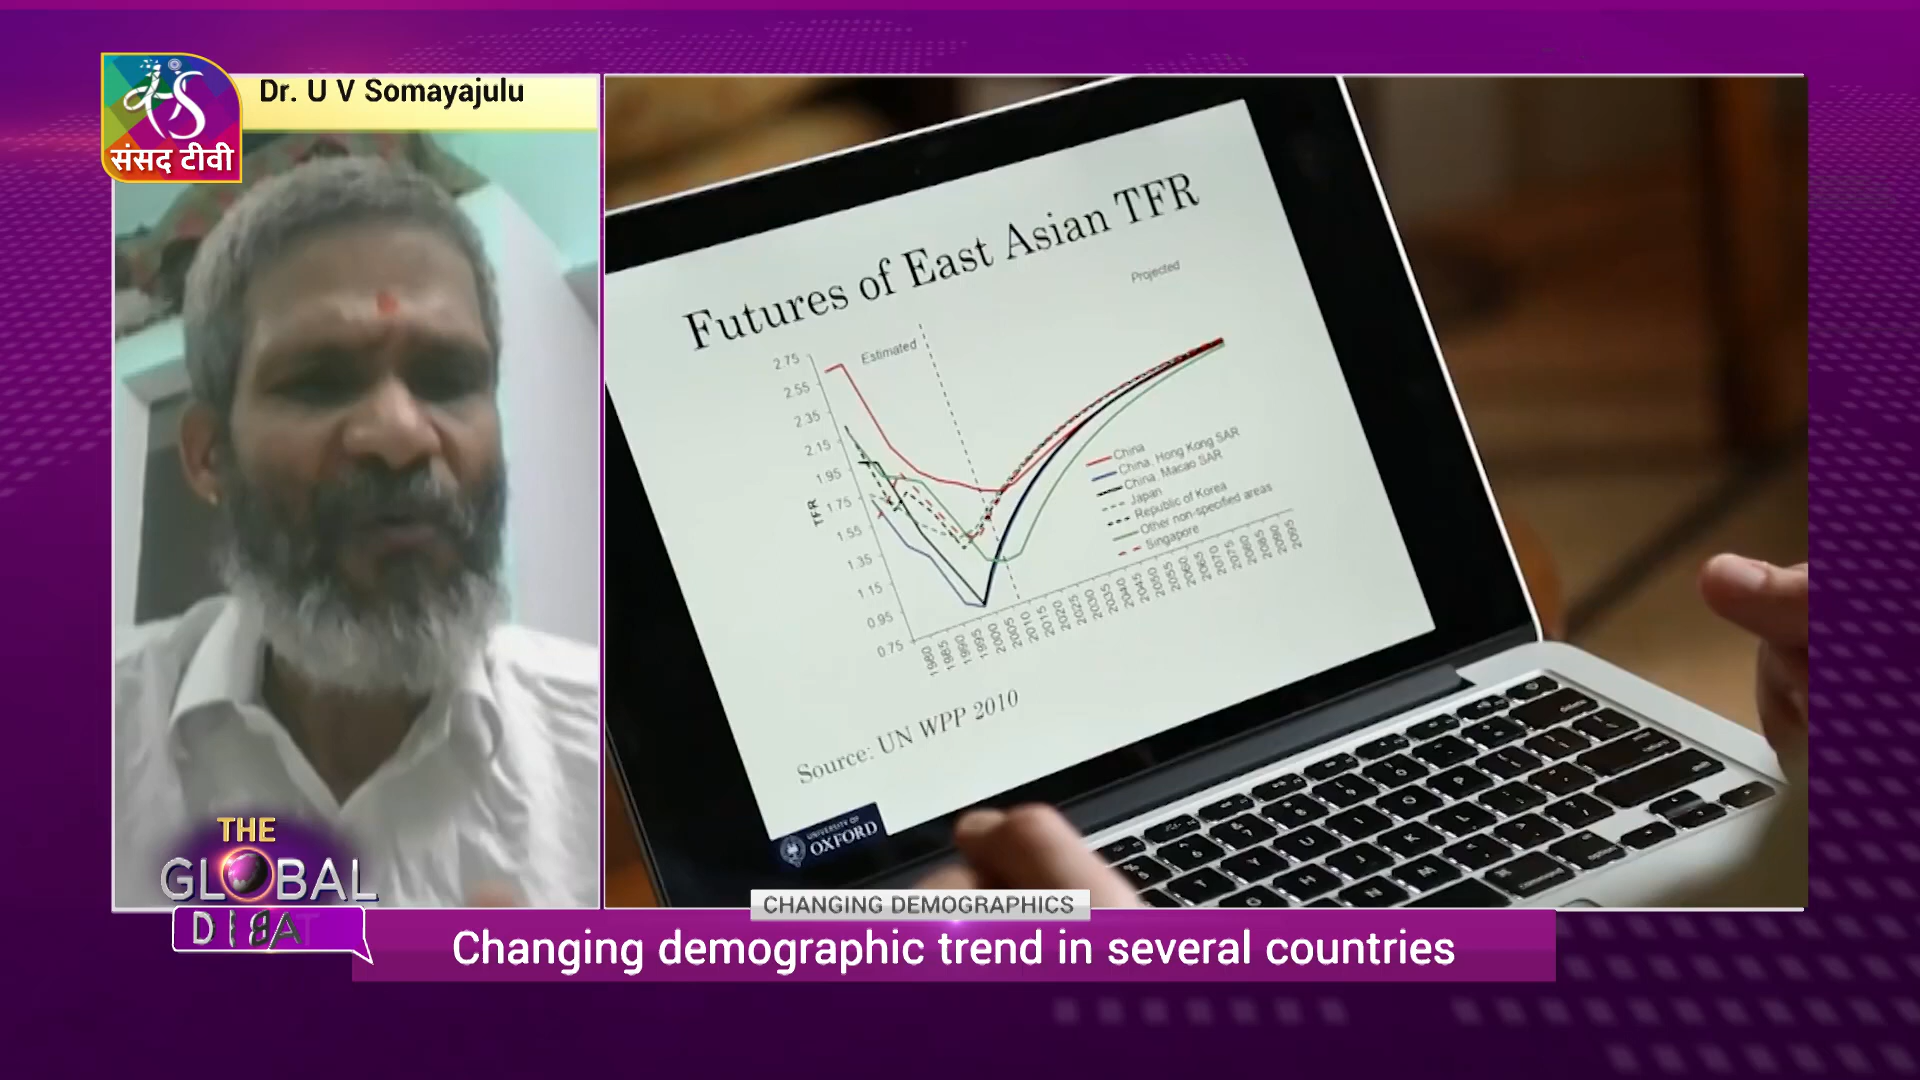 संसद टीवी
Dr. U V Somayajulu
Futures of East Asian TFR
Projected
Estimated
2.75
2.55
2.35
2.15
1.95
1.75
1.55
1.35
1.15
0.95
0.75
TFR
China
China, Hong Kong SAR
China, Macao SAR
Japan
Republic of Korea
Other non-specified areas
Singapore
1980
1985
1990
1995
2000
2005
2010
2015
2020
2025
2030
2035
2040
2045
2050
2055
2060
2065
2070
2075
2080
2085
2090
2095
Source: UN WPP 2010
UNIVERSITY OF
OXFORD
THE
GLOBAL
CHANGING DEMOGRAPHICS
Changing demographic trend in several countries